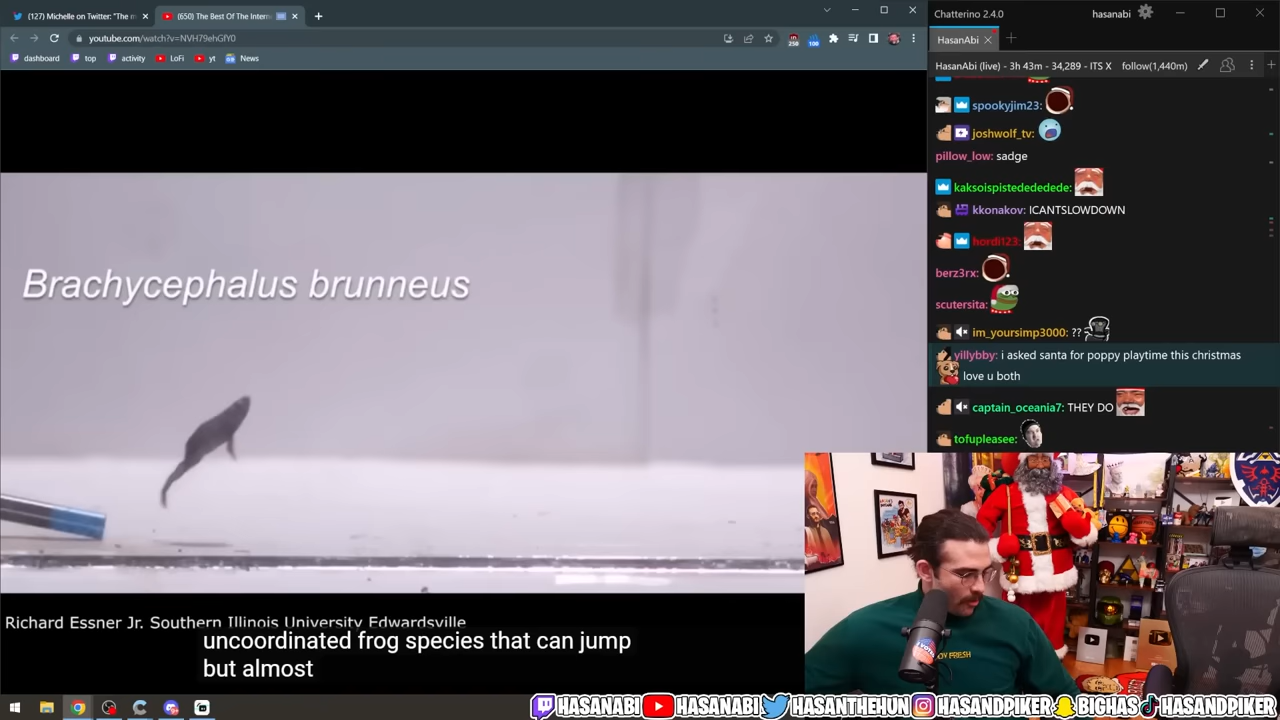 (127) Michelle on Twitter: "The m
(650) The Best Of The Intern
youtube.com/watch?v=NVH79ehGfY0
dashboard
top
activity
LoFi
yt
News
250
100
Brachycephalus brunneus
Richard Essner Jr. Southern Illinois University Edwardsville
uncoordinated frog species that can jump
but almost
Chatterino 2.4.0
hasanabi
HasanAbi
HasanAbi (live) - 3h 43m - 34,289 - ITS X
follow(1,440m)
spookyjim23:
joshwolf_tv:
pillow_low: sadge
kaksoispistedededede:
kkonakov: ICANTSLOWDOWN
hordi123:
berz3rx:
scutersita:
im_yoursimp3000: ??
yillybby: i asked santa for poppy playtime this christmas
love u both
captain_oceania7: THEY DO
tofupleasee:
HASANABI
HASANABI
HASANTHEHUN
HASANDPIKER
BIGHAS
HASANDPIKER